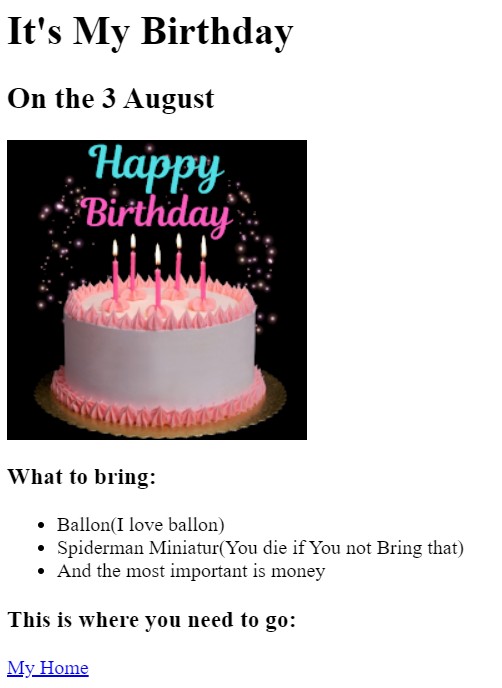 It's My Birthday
On the 3 August
Happy
Birthday
What to bring:
Ballon(I love ballon)
Spiderman Miniatur(You die if You not Bring that)
And the most important is money
This is where you need to go:
My Home